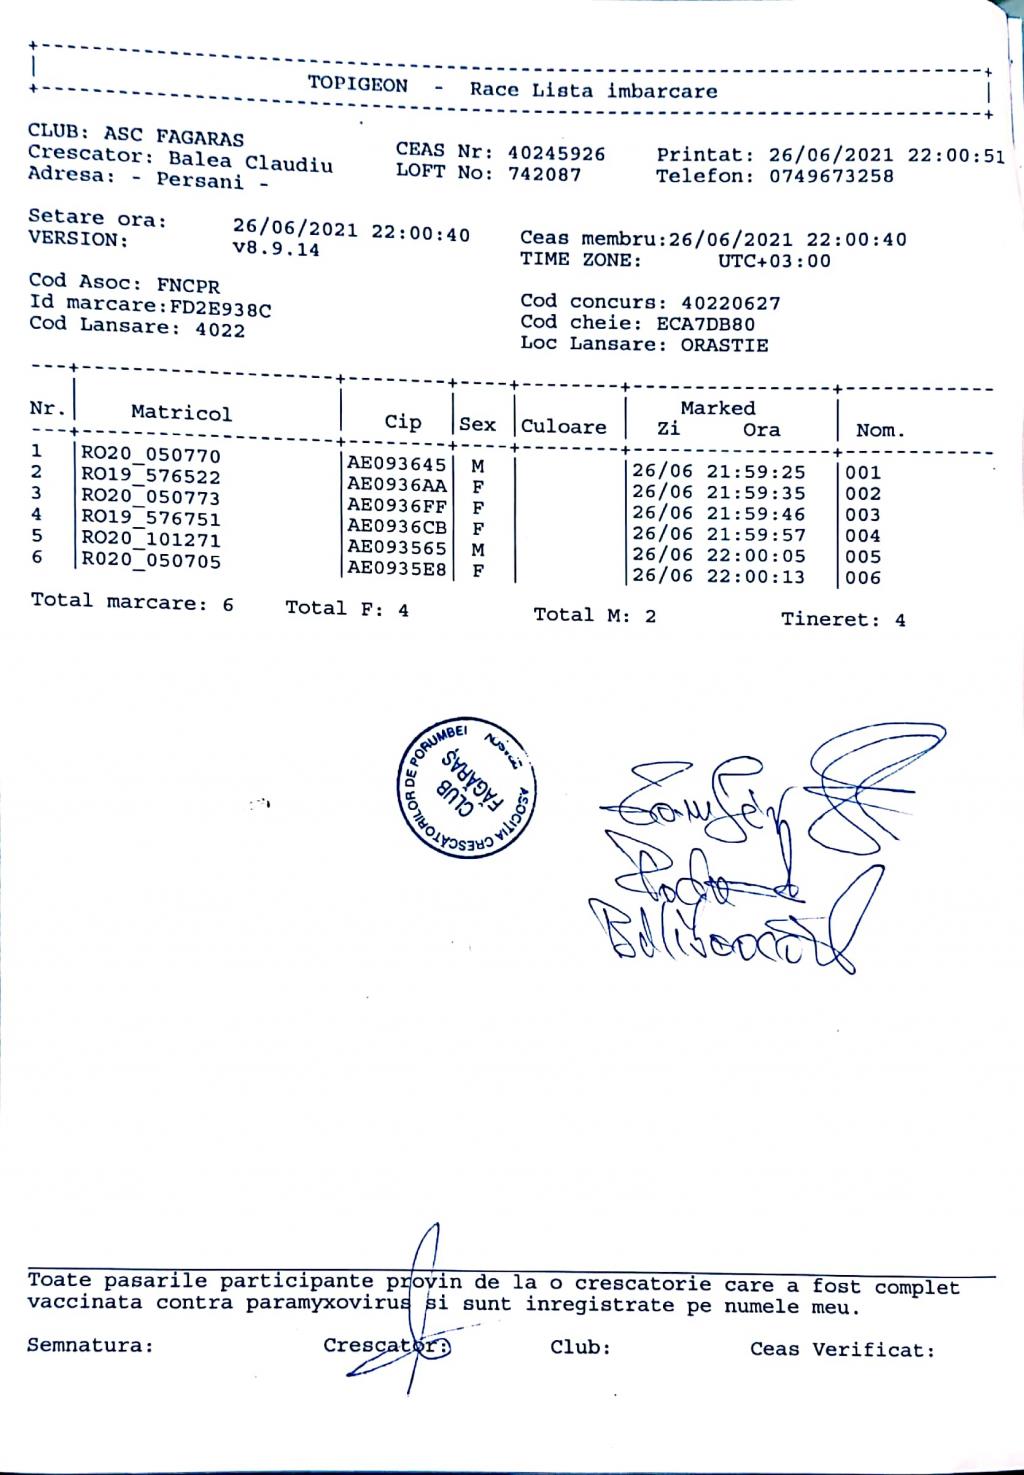 TOPIGEON - Race Lista imbarcare
CLUB: ASC FAGARAS
Crescator: Balea Claudiu CEAS Nr: 40245926 Printat: 26/06/2021 22:00:51
Adresa: - Persani - LOFT No: 742087 Telefon: 0749673258
Setare ora: 26/06/2021 22:00:40 Ceas membru:26/06/2021 22:00:40
VERSION: v8.9.14 TIME ZONE: UTC+03:00
Cod Asoc: FNCPR
Id marcare:FD2E938C Cod concurs: 40220627
Cod Lansare: 4022 Cod cheie: ECA7DB80
Loc Lansare: ORASTIE
Nr. Matricol Cip Sex Culoare Marked Zi Ora Nom.
1 RO20_050770 AE093645 M 26/06 21:59:25 001
2 RO19_576522 AE0936AA F 26/06 21:59:35 002
3 RO20_050773 AE0936FF F 26/06 21:59:46 003
4 RO19_576751 AE0936CB F 26/06 21:59:57 004
5 RO20_101271 AE093565 M 26/06 22:00:05 005
6 RO20_050705 AE0935E8 F 26/06 22:00:13 006
Total marcare: 6 Total F: 4 Total M: 2 Tineret: 4
ASOCIȚIA CRESCĂTORILOR DE PORUMBEI
CLUB
FĂGĂRAȘ
Toate pasarile participante provin de la o crescatorie care a fost complet
vaccinata contra paramyxovirus si sunt inregistrate pe numele meu.
Semnatura: Crescator: Club: Ceas Verificat: